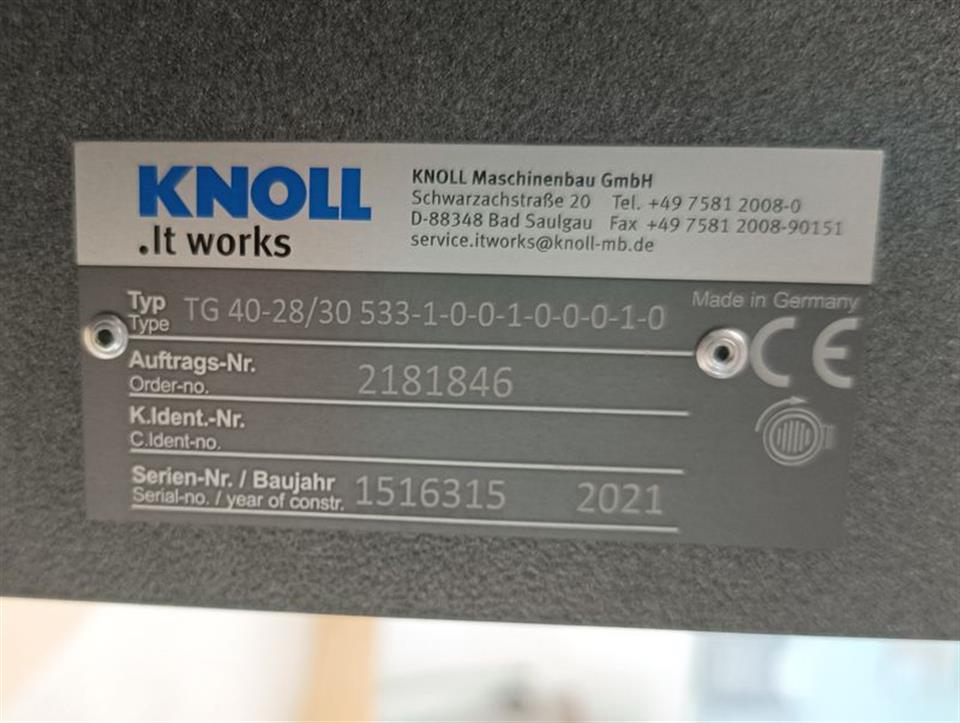 KNOLL
.It works
KNOLL Maschinenbau GmbH
Schwarzachstraße 20 Tel. +49 7581 2008-0
D-88348 Bad Saulgau Fax +49 7581 2008-90151
service.itworks@knoll-mb.de
Typ
Type
TG 40-28/30 533-1-0-0-1-0-0-0-1-0
Made in Germany
CE
Auftrags-Nr.
Order-no.
2181846
K.Ident.-Nr.
C.Ident-no.
Serien-Nr. / Baujahr
Serial-no. / year of constr.
1516315 2021